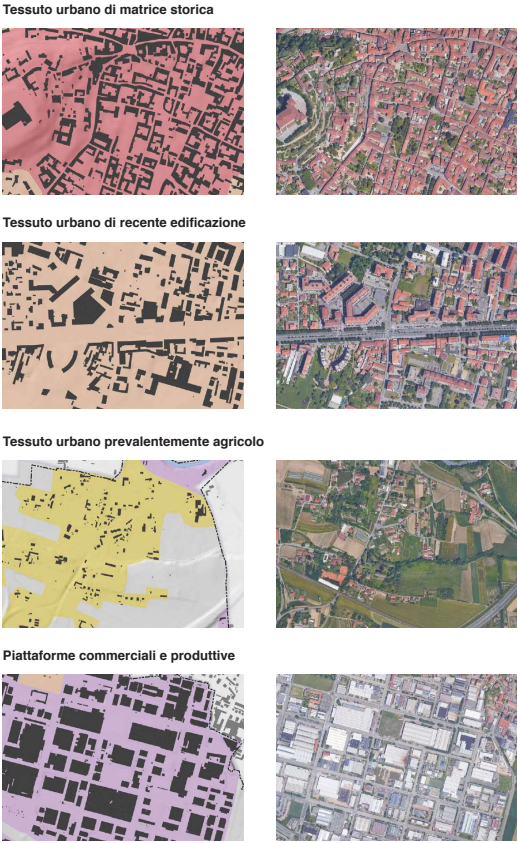 Tessuto urbano di matrice storica
Tessuto urbano di recente edificazione
Tessuto urbano prevalentemente agricolo
Piattaforme commerciali e produttive